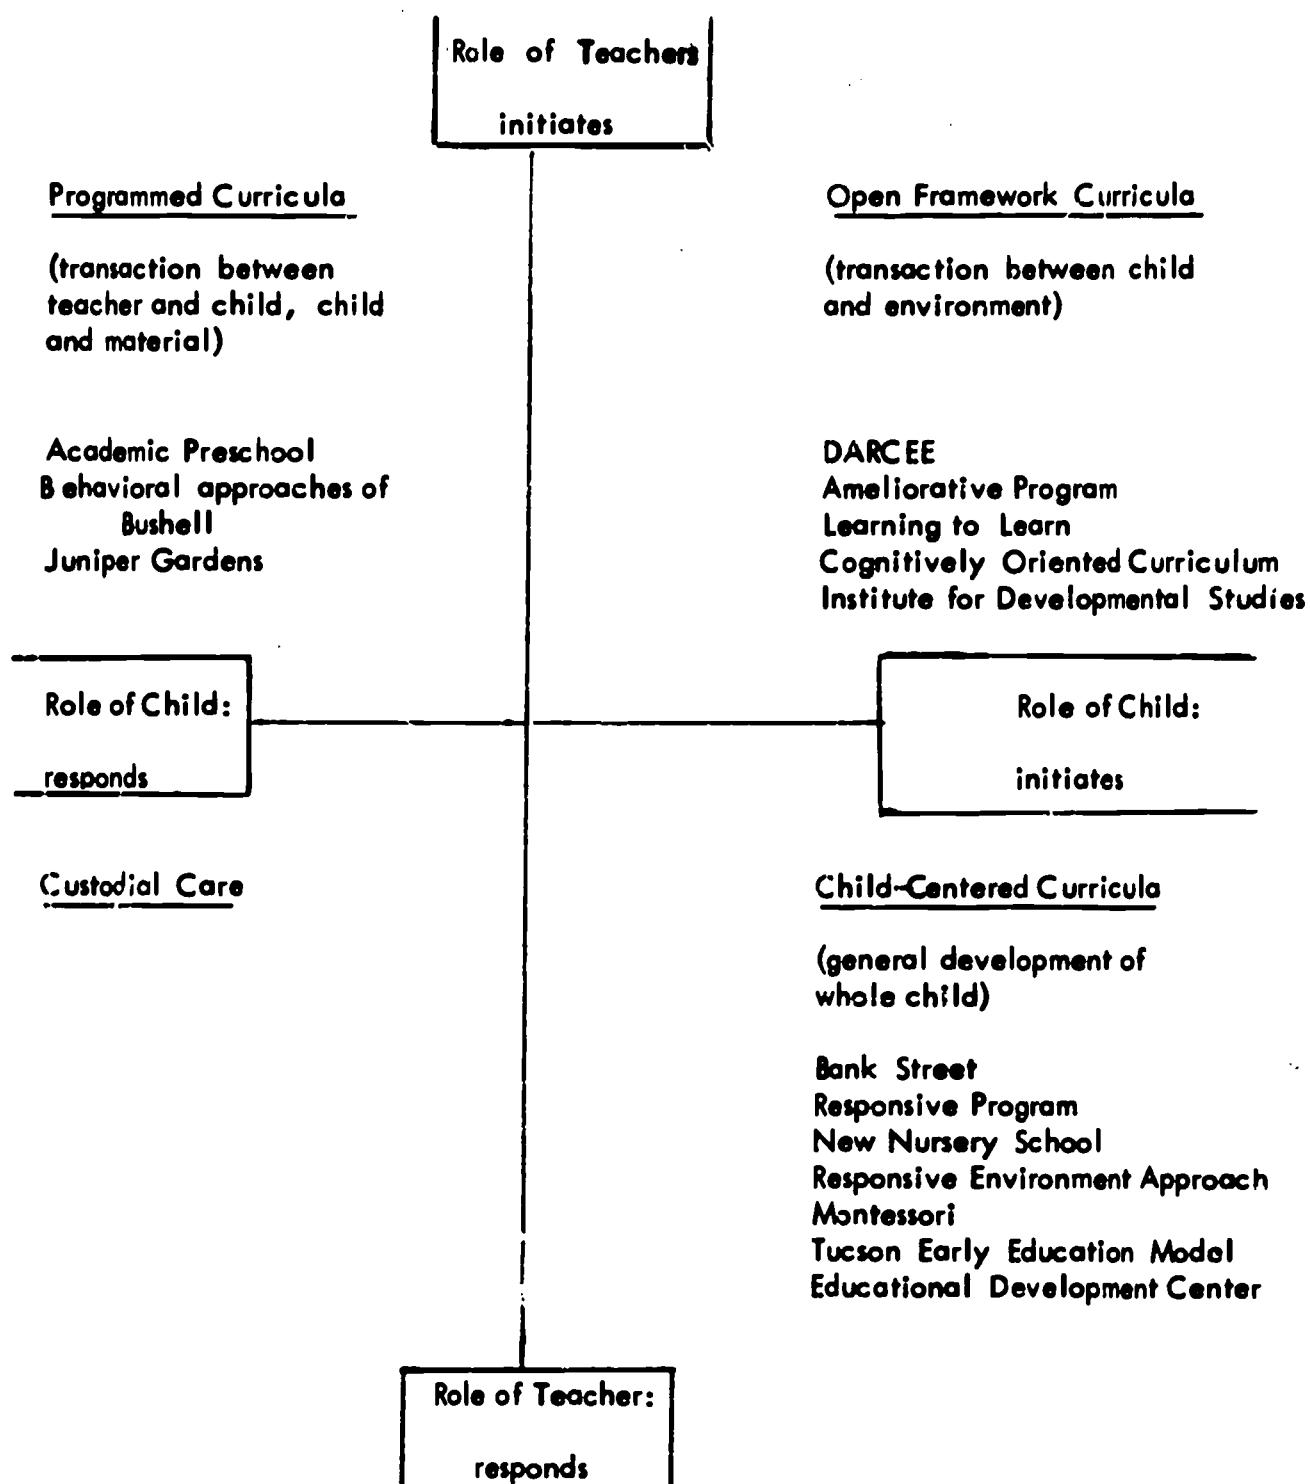 Role of Teachers
initiates
Programmed Curricula
(transaction between
teacher and child, child
and material)
Academic Preschool
Behavioral approaches of
Bushell
Juniper Gardens
Open Framework Curricula
(transaction between child
and environment)
DARCEE
Ameliorative Program
Learning to Learn
Cognitively Oriented Curriculum
Institute for Developmental Studies
Role of Child:
responds
Role of Child:
initiates
Custodial Care
Child-Centered Curricula
(general development of
whole child)
Bank Street
Responsive Program
New Nursery School
Responsive Environment Approach
Montessori
Tucson Early Education Model
Educational Development Center
Role of Teacher:
responds